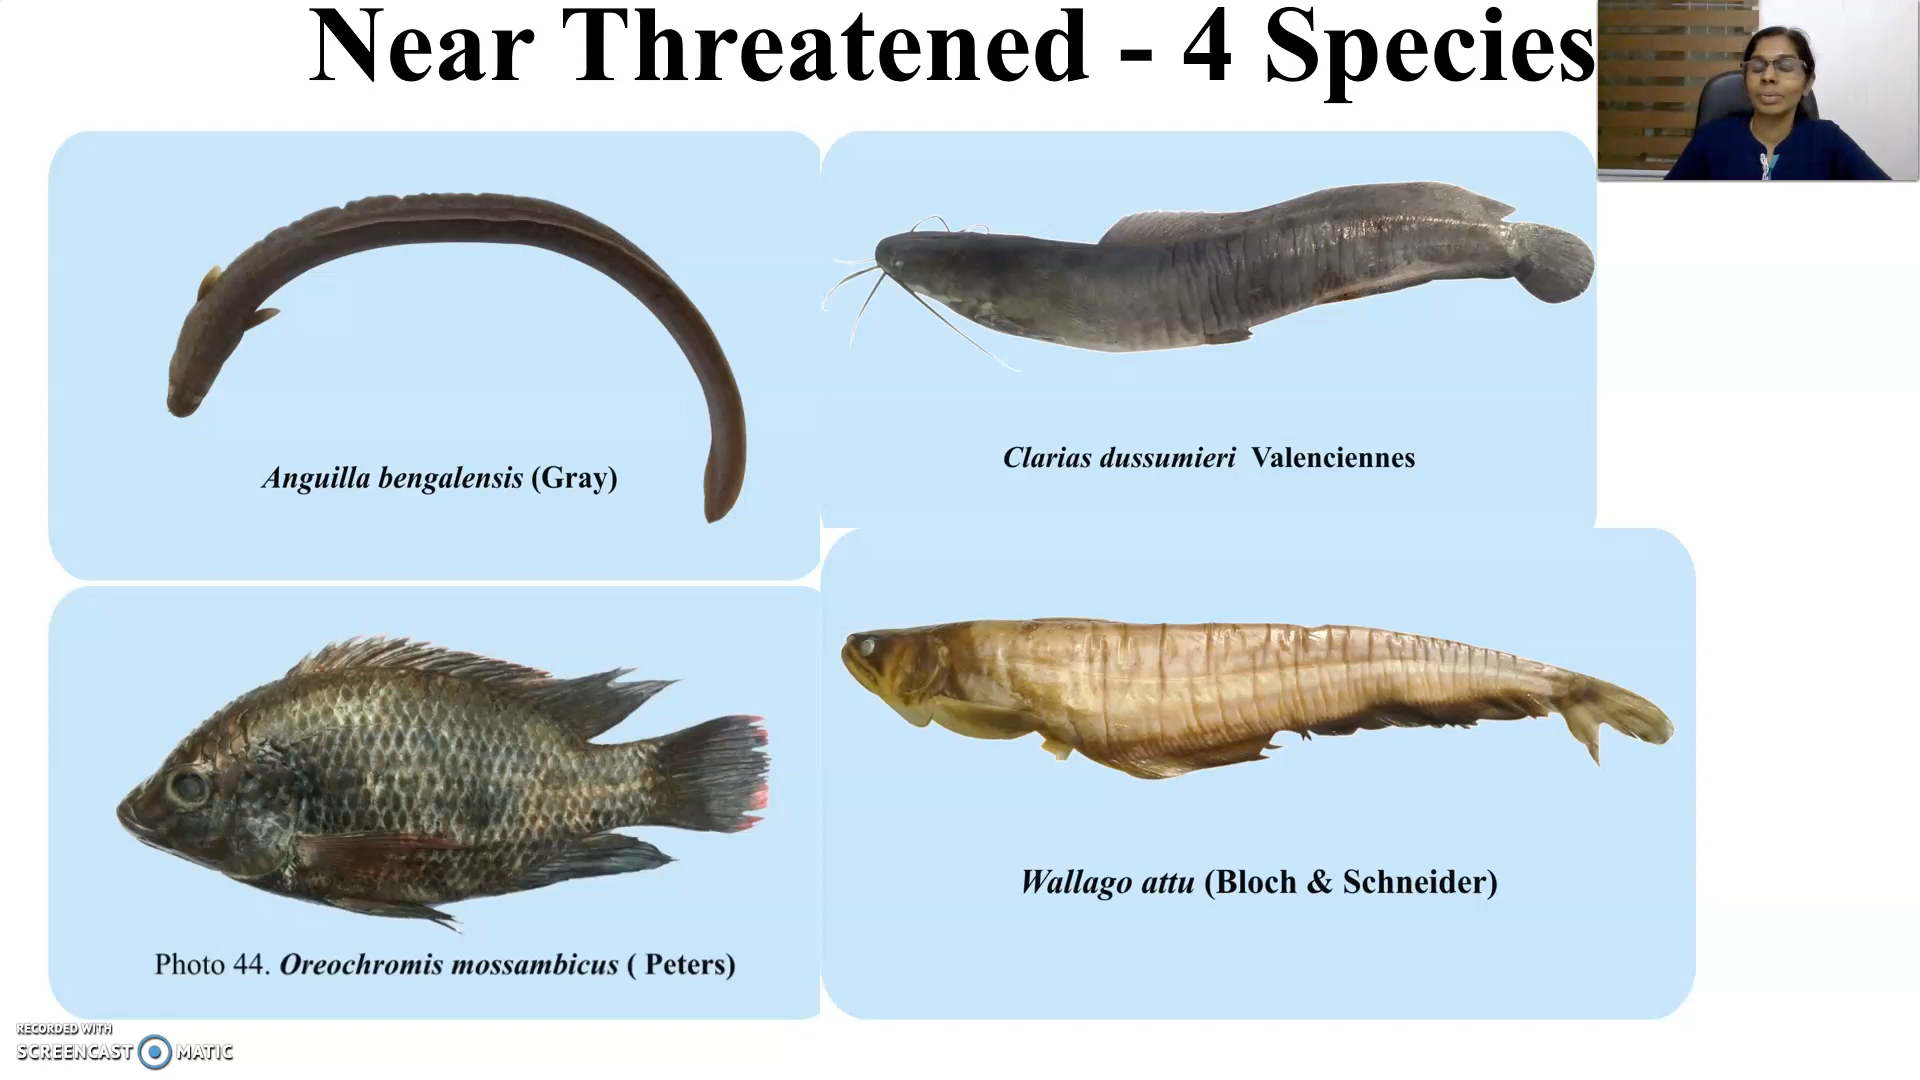 Near Threatened - 4 Species
Anguilla bengalensis (Gray)
Clarias dussumieri Valenciennes
Photo 44. Oreochromis mossambicus ( Peters)
Wallago attu (Bloch & Schneider)
RECORDED WITH
SCREENCAST MATIC